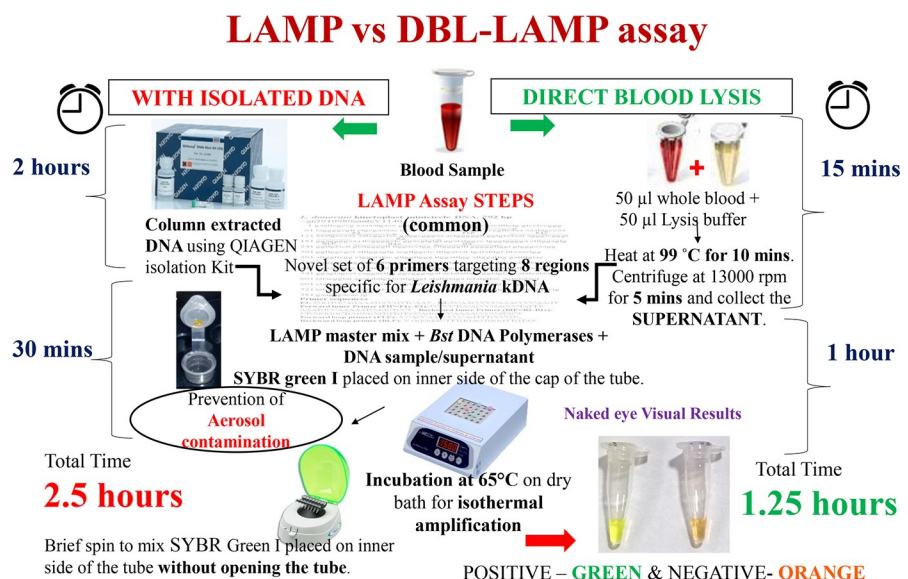 LAMP vs DBL-LAMP assay
WITH ISOLATED DNA
DIRECT BLOOD LYSIS
2 hours
QIAGEN
Blood Sample
+
15 mins
Column extracted
DNA using QIAGEN
isolation Kit
LAMP Assay STEPS
(common)
50 µl whole blood +
50 µl Lysis buffer
Novel set of 6 primers targeting 8 regions
specific for Leishmania kDNA
Heat at 99 ˚C for 10 mins.
Centrifuge at 13000 rpm
for 5 mins and collect the
SUPERNATANT.
30 mins
LAMP master mix + Bst DNA Polymerases +
DNA sample/supernatant
SYBR green I placed on inner side of the cap of the tube.
1 hour
Prevention of
Aerosol
contamination
Naked eye Visual Results
Total Time
2.5 hours
Incubation at 65°C on dry
bath for isothermal
amplification
Total Time
1.25 hours
Brief spin to mix SYBR Green I placed on inner
side of the tube without opening the tube.
POSITIVE – GREEN & NEGATIVE- ORANGE